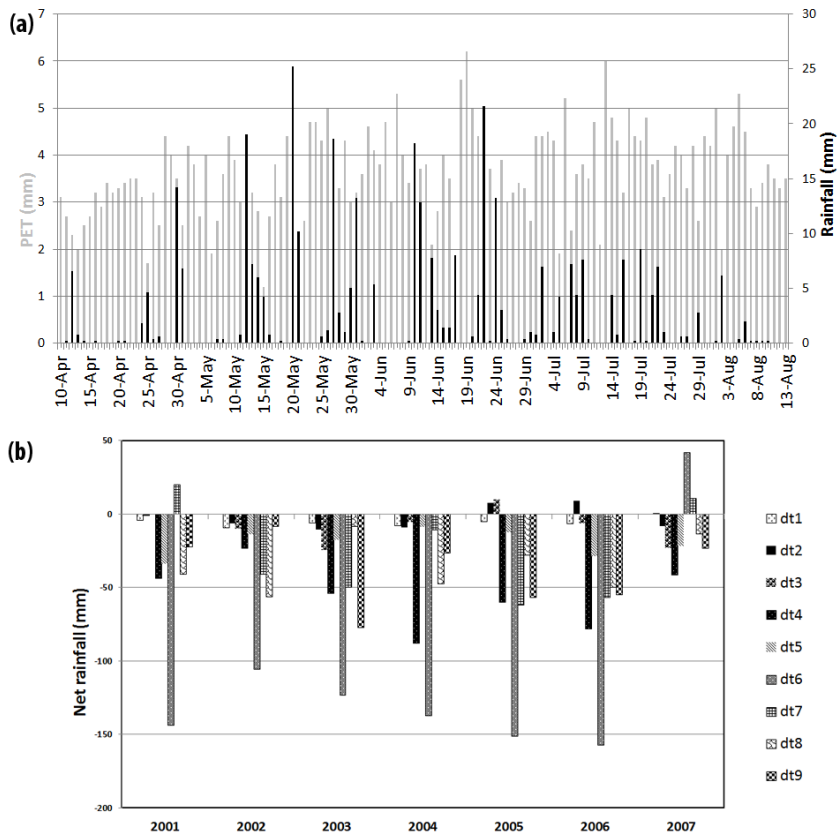 (a)
7
6
5
4
3
2
1
0
PET (mm)
30
25
20
15
10
5
0
Rainfall (mm)
10-Apr
15-Apr
20-Apr
25-Apr
30-Apr
5-May
10-May
15-May
20-May
25-May
30-May
4-Jun
9-Jun
14-Jun
19-Jun
24-Jun
29-Jun
4-Jul
9-Jul
14-Jul
19-Jul
24-Jul
29-Jul
3-Aug
8-Aug
13-Aug
(b)
50
0
-50
-100
-150
-200
Net rainfall (mm)
2001 2002 2003 2004 2005 2006 2007
dt1
dt2
dt3
dt4
dt5
dt6
dt7
dt8
dt9